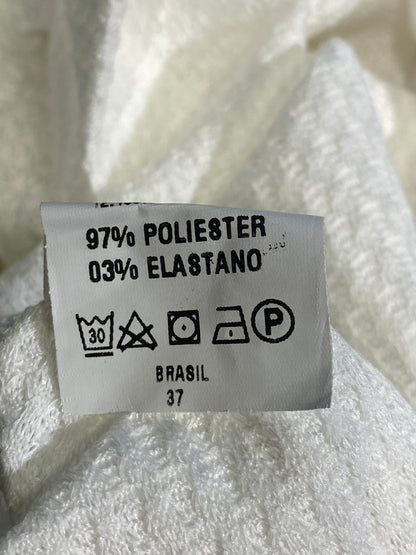 97% POLIESTER
03% ELASTANO
30 P
BRASIL
37